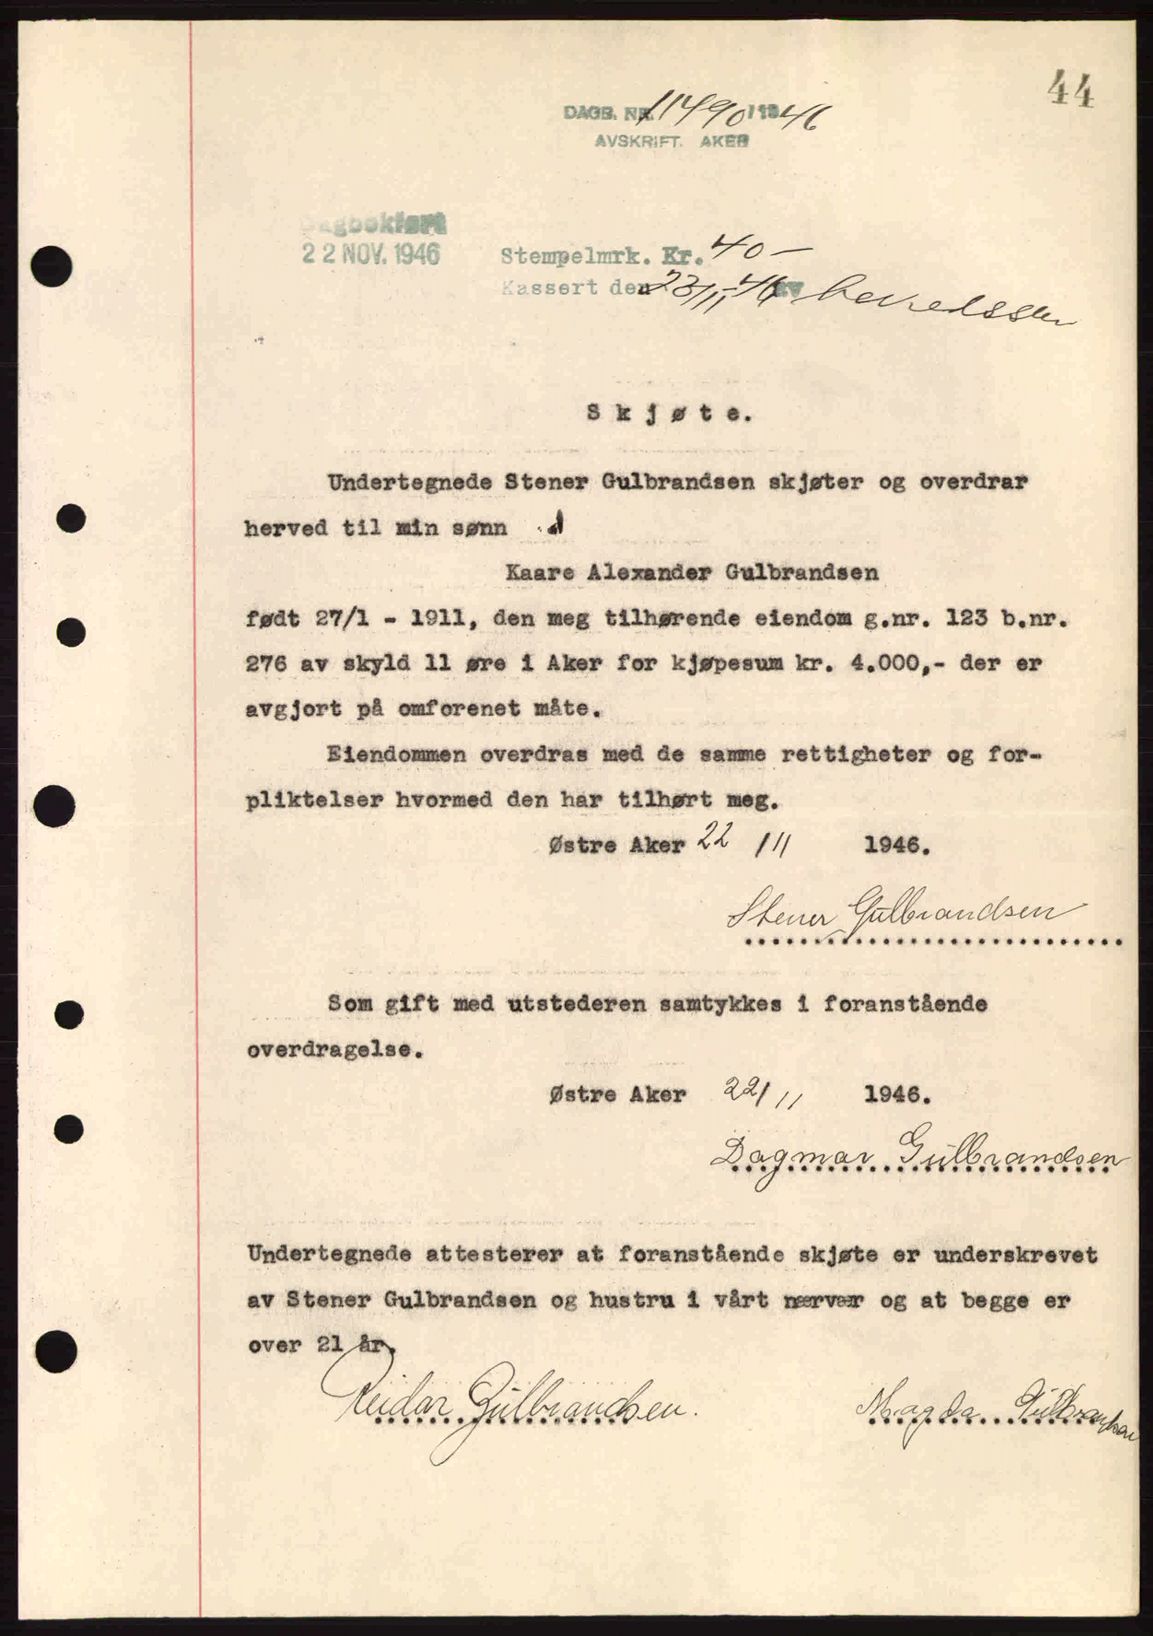 44
DAGB. NR. 11490/1946
AVSKRIFT. AKER
Dagbokført
22 NOV. 1946
Stempelmrk. Kr. 40 -
Kassert den 23/11-46 av
Skjøte.
Undertegnede Stener Gulbrandsen skjøter og overdrar
herved til min sønn
Kaare Alexander Gulbrandsen
født 27/1 - 1911, den meg tilhørende eiendom g.nr. 123 b.nr.
276 av skyld 11 øre i Aker for kjøpesum kr. 4.000,- der er
avgjort på omforenet måte.
Eiendommen overdras med de samme rettigheter og for-
pliktelser hvormed den har tilhørt meg.
Østre Aker 22 /11 1946.
Stener Gulbrandsen
Som gift med utstederen samtykkes i foranstående
overdragelse.
Østre Aker 22/11 1946.
Dagmar Gulbrandsen
Undertegnede attesterer at foranstående skjøte er underskrevet
av Stener Gulbrandsen og hustru i vårt nærvær og at begge er
over 21 år.
Reidar Gulbrandsen. Magda Gulbrandsen